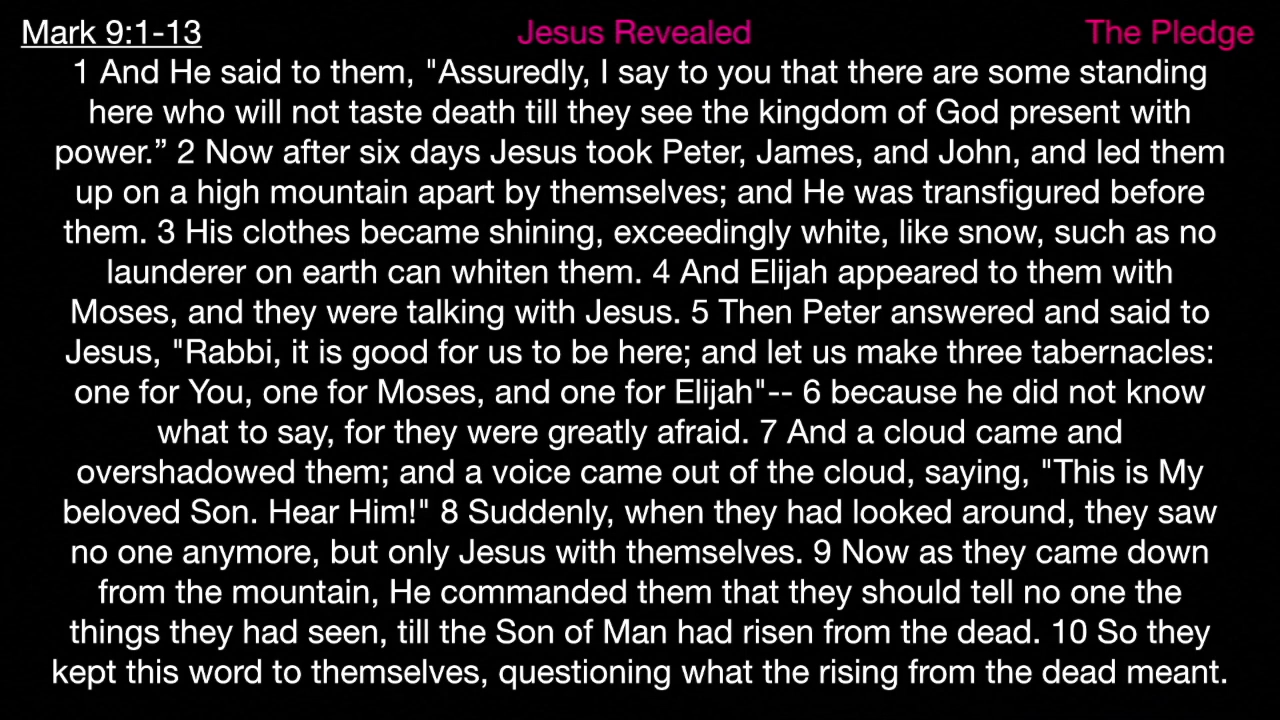 Mark 9:1-13 Jesus Revealed The Pledge
1 And He said to them, "Assuredly, I say to you that there are some standing
here who will not taste death till they see the kingdom of God present with
power.” 2 Now after six days Jesus took Peter, James, and John, and led them
up on a high mountain apart by themselves; and He was transfigured before
them. 3 His clothes became shining, exceedingly white, like snow, such as no
launderer on earth can whiten them. 4 And Elijah appeared to them with
Moses, and they were talking with Jesus. 5 Then Peter answered and said to
Jesus, "Rabbi, it is good for us to be here; and let us make three tabernacles:
one for You, one for Moses, and one for Elijah"-- 6 because he did not know
what to say, for they were greatly afraid. 7 And a cloud came and
overshadowed them; and a voice came out of the cloud, saying, "This is My
beloved Son. Hear Him!" 8 Suddenly, when they had looked around, they saw
no one anymore, but only Jesus with themselves. 9 Now as they came down
from the mountain, He commanded them that they should tell no one the
things they had seen, till the Son of Man had risen from the dead. 10 So they
kept this word to themselves, questioning what the rising from the dead meant.